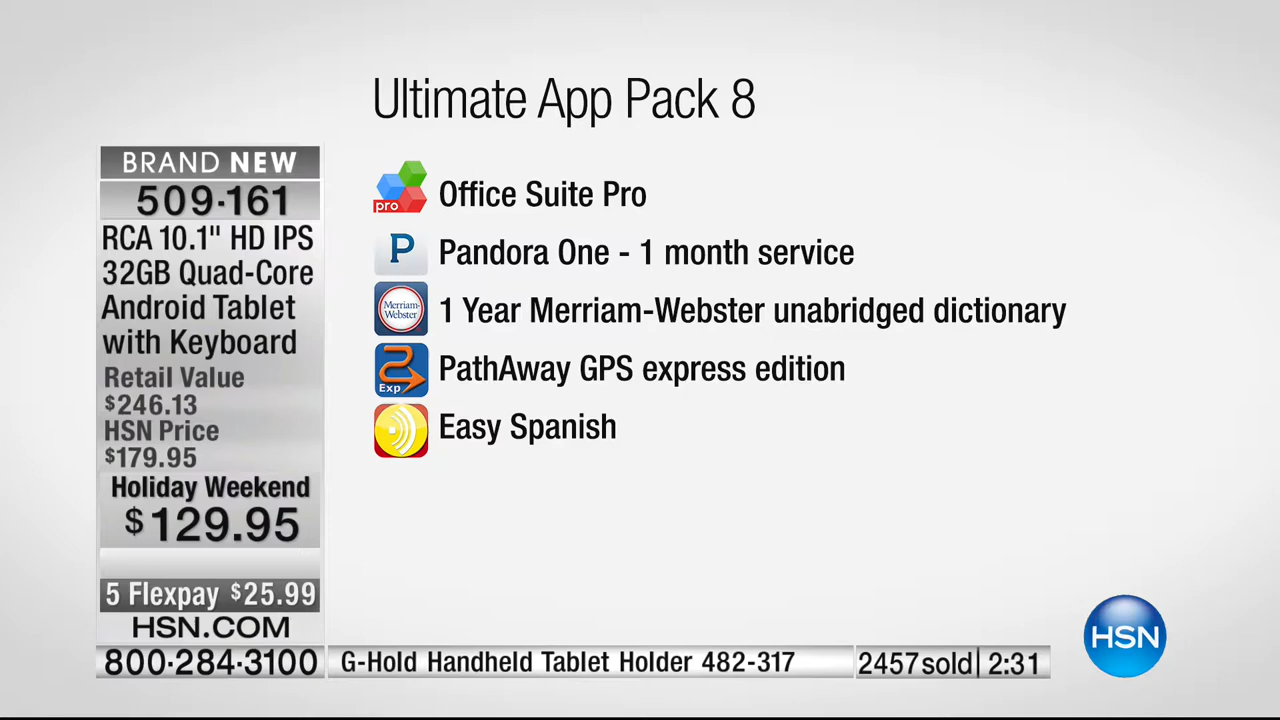 Ultimate App Pack 8
BRAND NEW
509·161
RCA 10.1" HD IPS
32GB Quad-Core
Android Tablet
with Keyboard
Retail Value
$246.13
HSN Price
$179.95
Holiday Weekend
$129.95
5 Flexpay $25.99
HSN.COM
800·284·3100
pro
Office Suite Pro
P
Pandora One - 1 month service
Merriam-
Webster
1 Year Merriam-Webster unabridged dictionary
Exp
PathAway GPS express edition
Easy Spanish
G-Hold Handheld Tablet Holder 482-317
2457 sold | 2:31
HSN